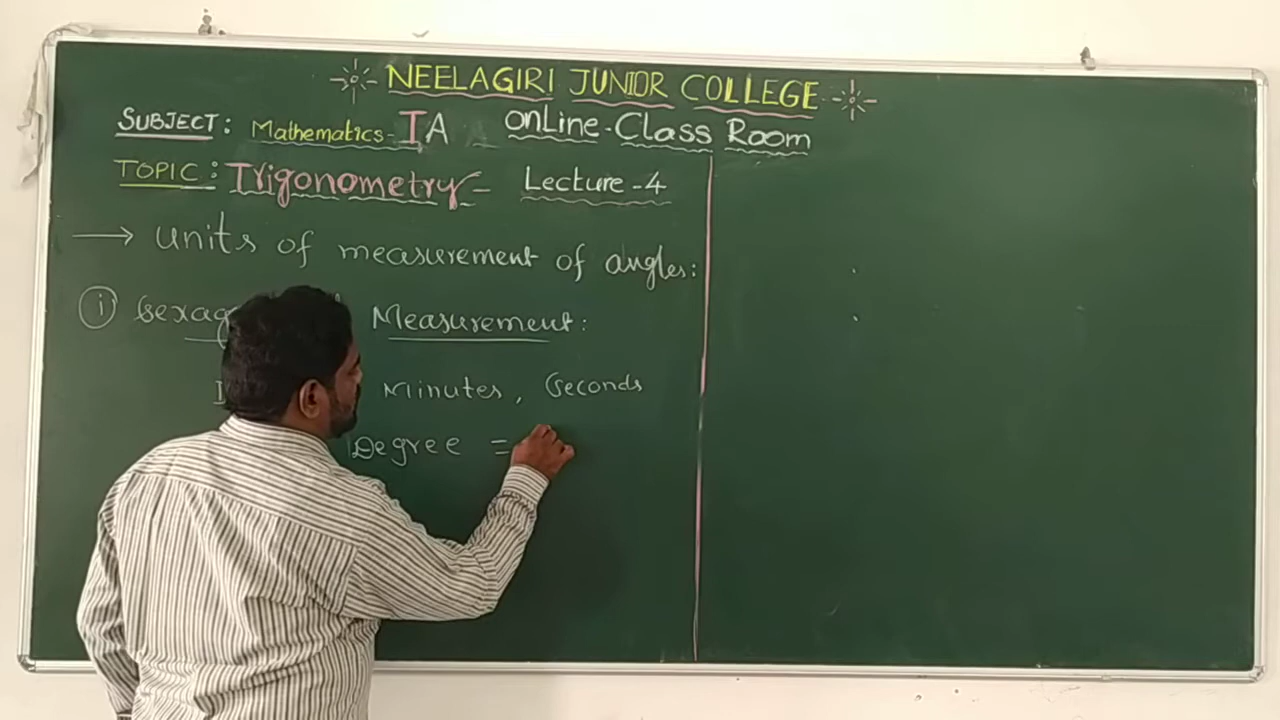 NEELAGIRI JUNIOR COLLEGE
SUBJECT: Mathematics-IA online-Class Room
TOPIC: Trigonometry- Lecture-4
→ units of measurement of angles:
(i) Measurement:
Minutes, Seconds
Degree =